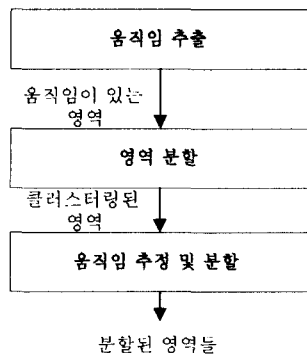 움직임 추출
움직임이 있는
영역
영역 분할
클러스터링된
영역
움직임 추정 및 분할
분할된 영역들